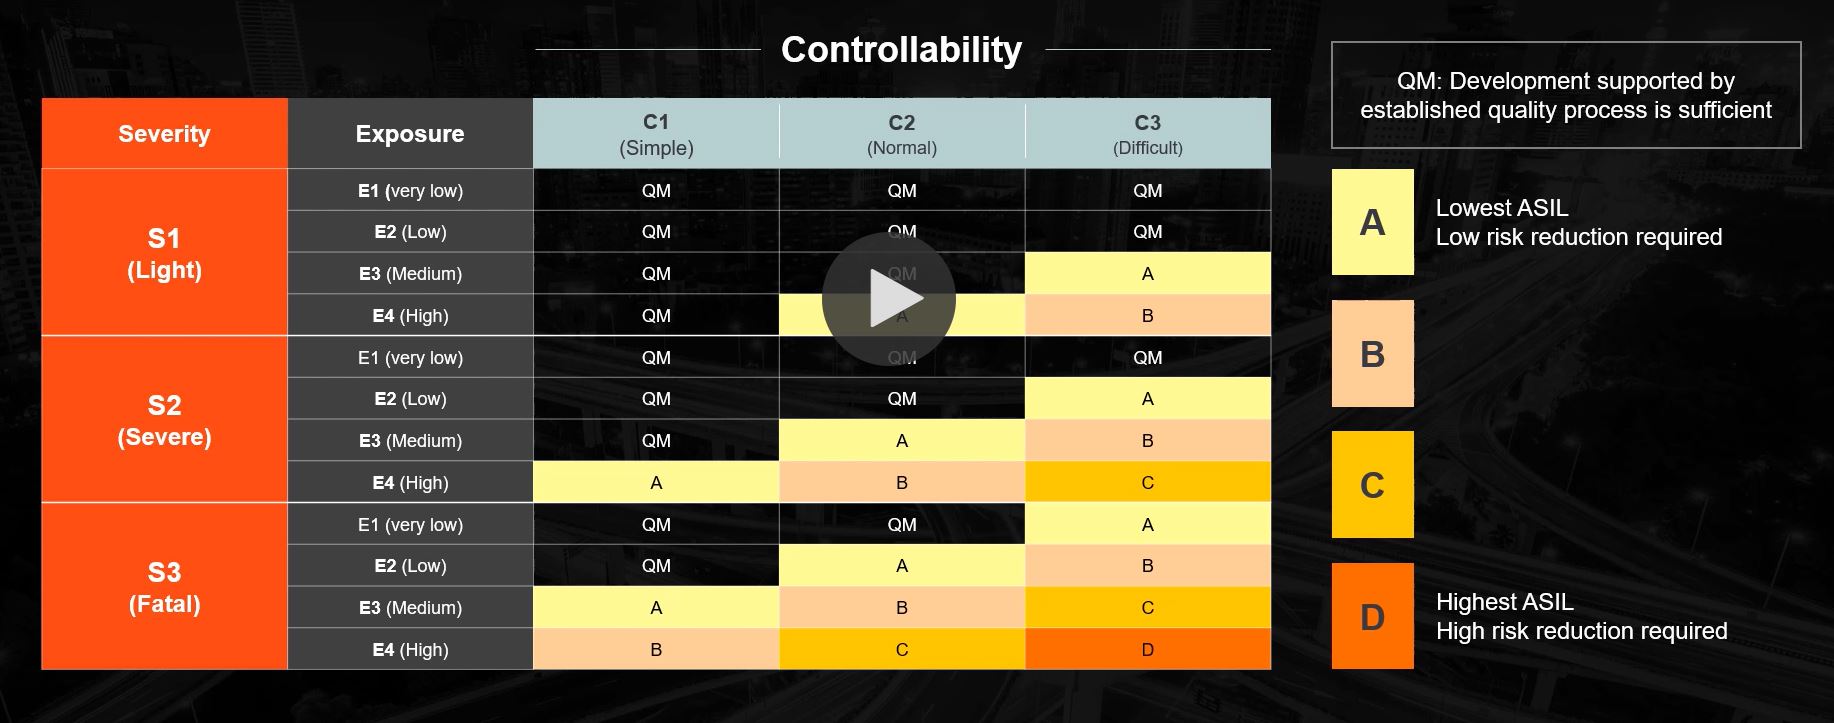 Controllability
QM: Development supported by
established quality process is sufficient
Severity Exposure C1 C2 C3
(Simple) (Normal) (Difficult)
S1
(Light)
E1 (very low) QM QM QM
E2 (Low) QM QM QM
E3 (Medium) QM QM A
E4 (High) QM A B
S2
(Severe)
E1 (very low) QM QM QM
E2 (Low) QM QM A
E3 (Medium) QM A B
E4 (High) A B C
S3
(Fatal)
E1 (very low) QM QM A
E2 (Low) QM A B
E3 (Medium) A B C
E4 (High) B C D
A
Lowest ASIL
Low risk reduction required
B
C
D
Highest ASIL
High risk reduction required